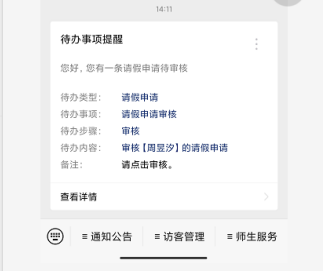 14:11
待办事项提醒
您好，您有一条请假申请待审核
待办类型： 请假申请
待办事项： 请假申请审核
待办步骤： 审核
待办内容： 审核【周昱汐】的请假申请
备注： 请点击审核。
查看详情
≡ 通知公告 ≡ 访客管理 ≡ 师生服务